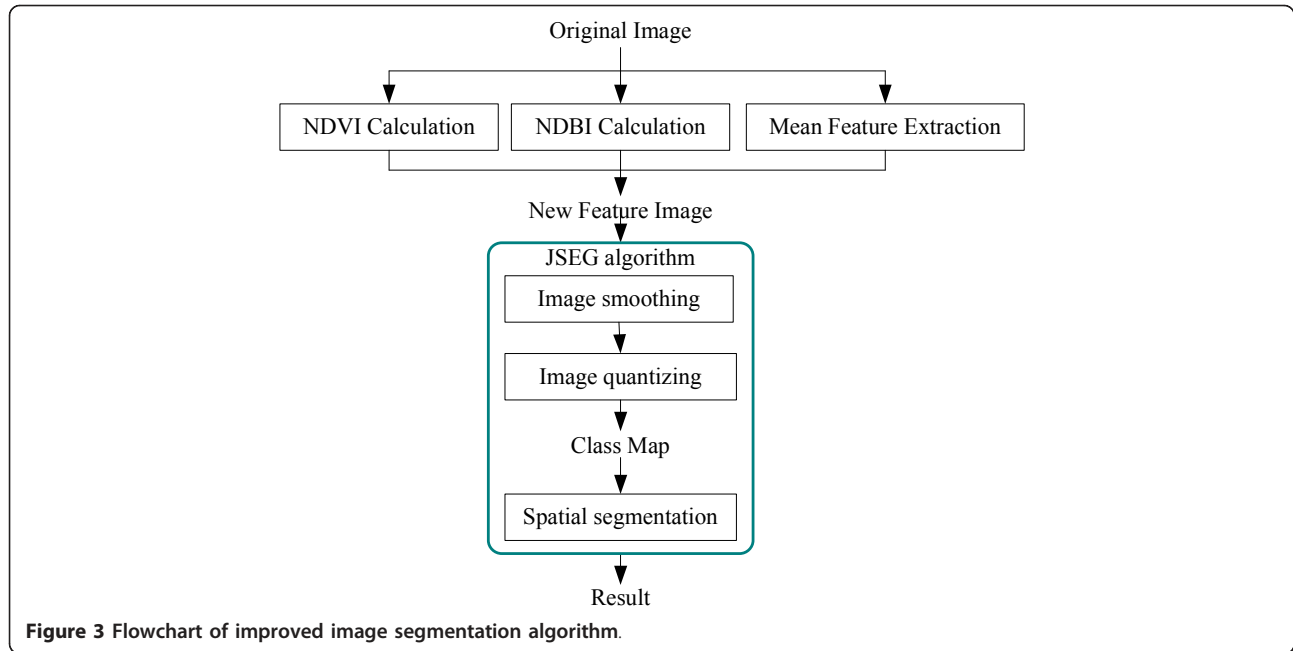 Original Image
NDVI Calculation
NDBI Calculation
Mean Feature Extraction
New Feature Image
JSEG algorithm
Image smoothing
Image quantizing
Class Map
Spatial segmentation
Result
Figure 3 Flowchart of improved image segmentation algorithm.